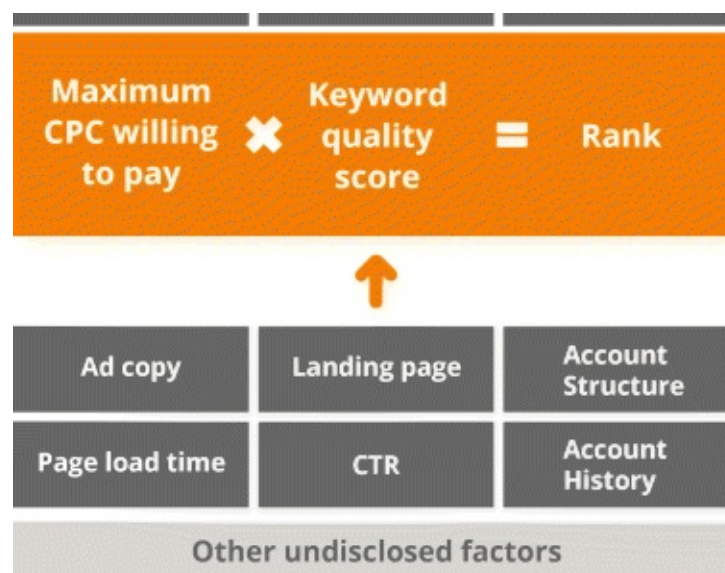 Maximum
CPC willing
to pay
✖
Keyword
quality
score
=
Rank
Ad copy
Landing page
Account
Structure
Page load time
CTR
Account
History
Other undisclosed factors